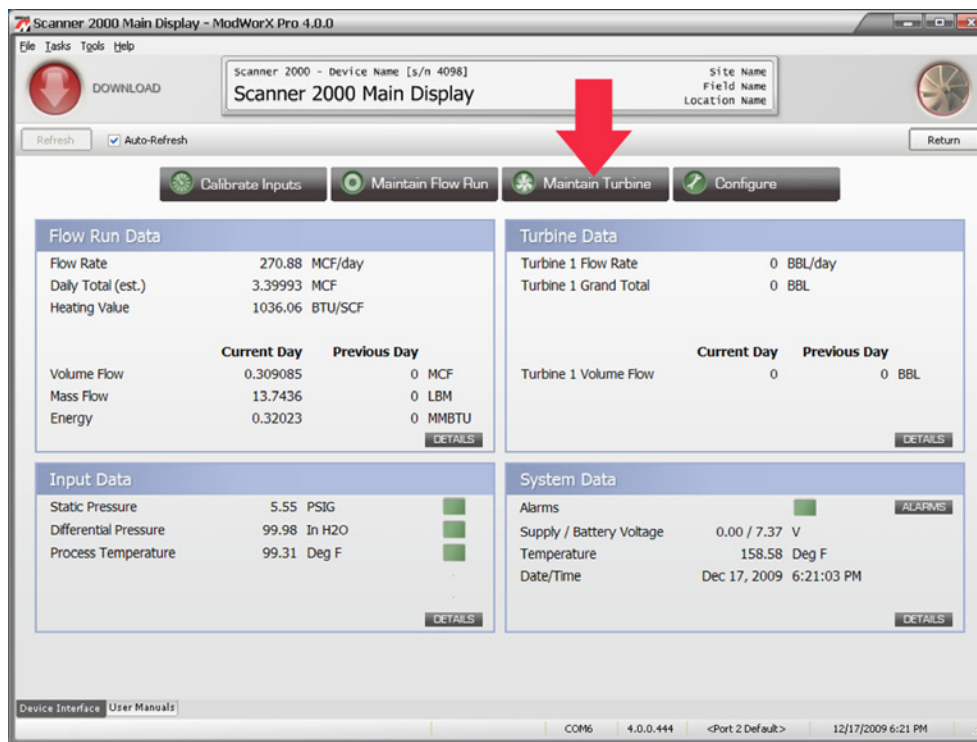 Scanner 2000 Main Display - ModWorX Pro 4.0.0
File Tasks Tools Help
DOWNLOAD
Scanner 2000 - Device Name [s/n 4098]
Scanner 2000 Main Display
Site Name
Field Name
Location Name
Refresh Auto-Refresh Return
Calibrate Inputs Maintain Flow Run Maintain Turbine Configure
Flow Run Data
Flow Rate 270.88 MCF/day
Daily Total (est.) 3.39993 MCF
Heating Value 1036.06 BTU/SCF
Current Day Previous Day
Volume Flow 0.309085 0 MCF
Mass Flow 13.7436 0 LBM
Energy 0.32023 0 MMBTU
DETAILS
Turbine Data
Turbine 1 Flow Rate 0 BBL/day
Turbine 1 Grand Total 0 BBL
Current Day Previous Day
Turbine 1 Volume Flow 0 0 BBL
DETAILS
Input Data
Static Pressure 5.55 PSIG
Differential Pressure 99.98 In H2O
Process Temperature 99.31 Deg F
DETAILS
System Data
Alarms ALARMS
Supply / Battery Voltage 0.00 / 7.37 V
Temperature 158.58 Deg F
Date/Time Dec 17, 2009 6:21:03 PM
DETAILS
Device Interface User Manuals
COM6 4.0.0.444 <Port 2 Default> 12/17/2009 6:21 PM